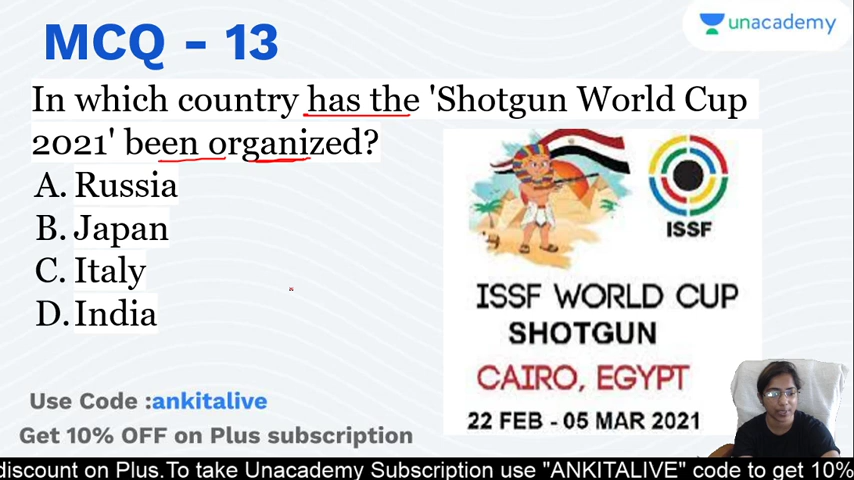 MCQ - 13
unacademy
In which country has the 'Shotgun World Cup
2021' been organized?
A. Russia
B. Japan
C. Italy
D. India
ISSF
ISSF WORLD CUP
SHOTGUN
CAIRO, EGYPT
22 FEB - 05 MAR 2021
Use Code :ankitalive
Get 10% OFF on Plus subscription
discount on Plus.To take Unacademy Subscription use "ANKITALIVE" code to get 10%